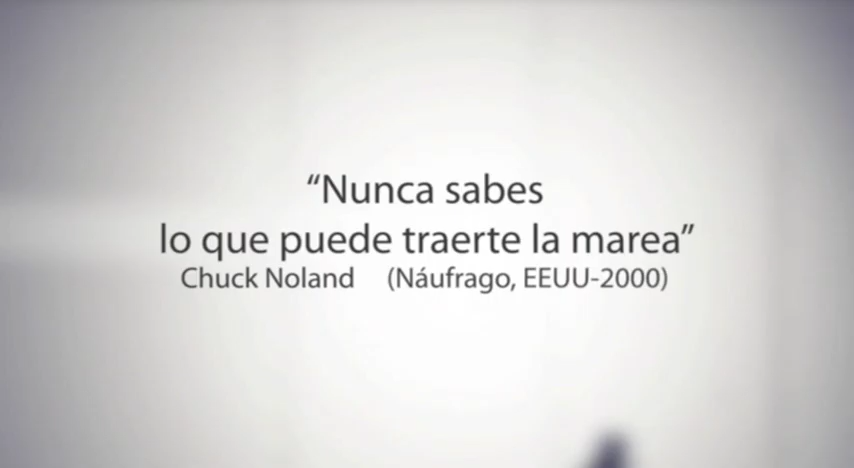 “Nunca sabes
lo que puede traerte la marea”
Chuck Noland (Náufrago, EEUU-2000)